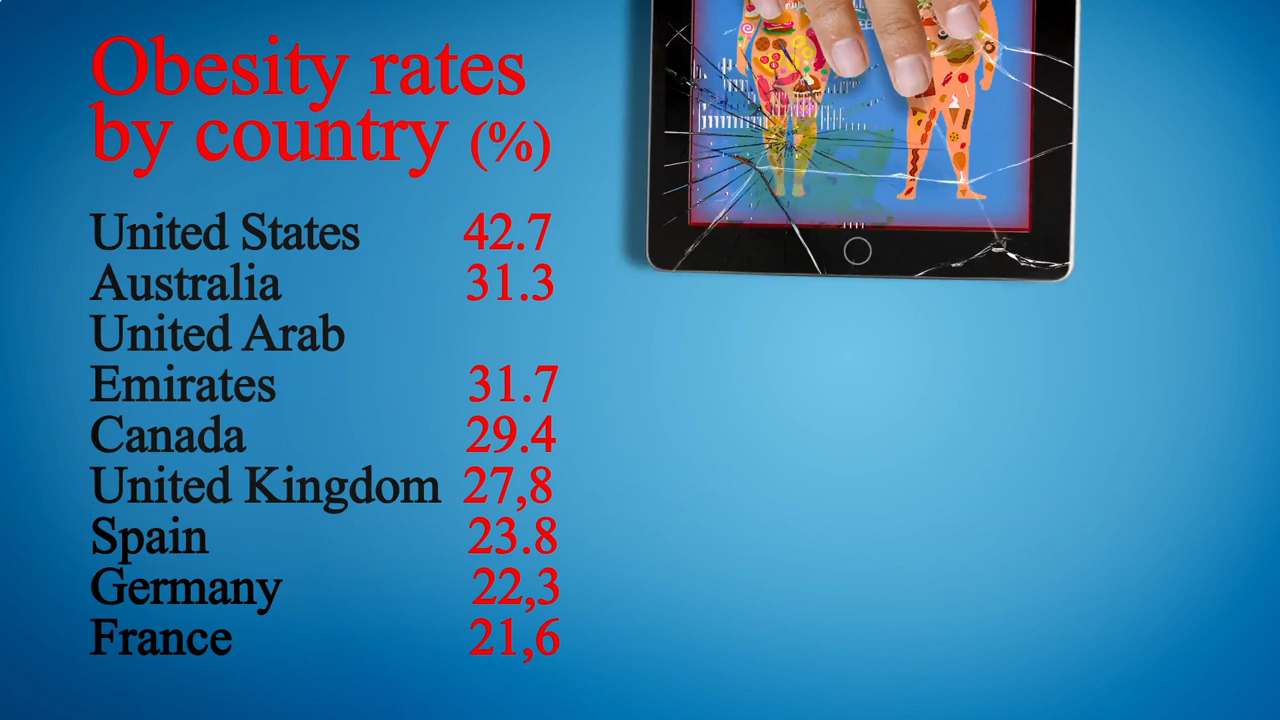 Obesity rates
by country (%)
United States 42.7
Australia 31.3
United Arab
Emirates 31.7
Canada 29.4
United Kingdom 27,8
Spain 23.8
Germany 22,3
France 21,6